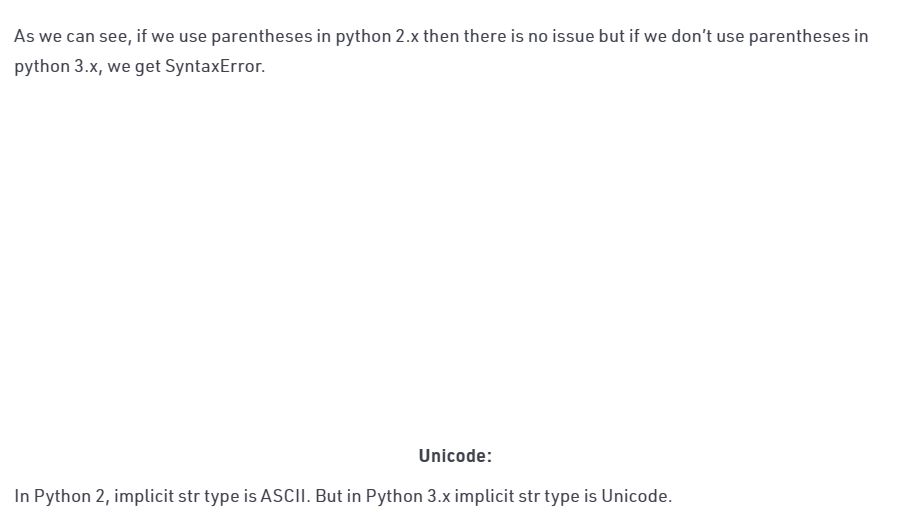 As we can see, if we use parentheses in python 2.x then there is no issue but if we don’t use parentheses in
python 3.x, we get SyntaxError.
Unicode:
In Python 2, implicit str type is ASCII. But in Python 3.x implicit str type is Unicode.